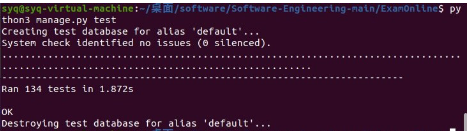 syq@syq-virtual-machine:~/桌面/software/Software-Engineering-main/ExamOnline$ py
thon3 manage.py test
Creating test database for alias 'default'...
System check identified no issues (0 silenced).
................................................................................
......................................................
----------------------------------------------------------------------
Ran 134 tests in 1.872s
OK
Destroying test database for alias 'default'...